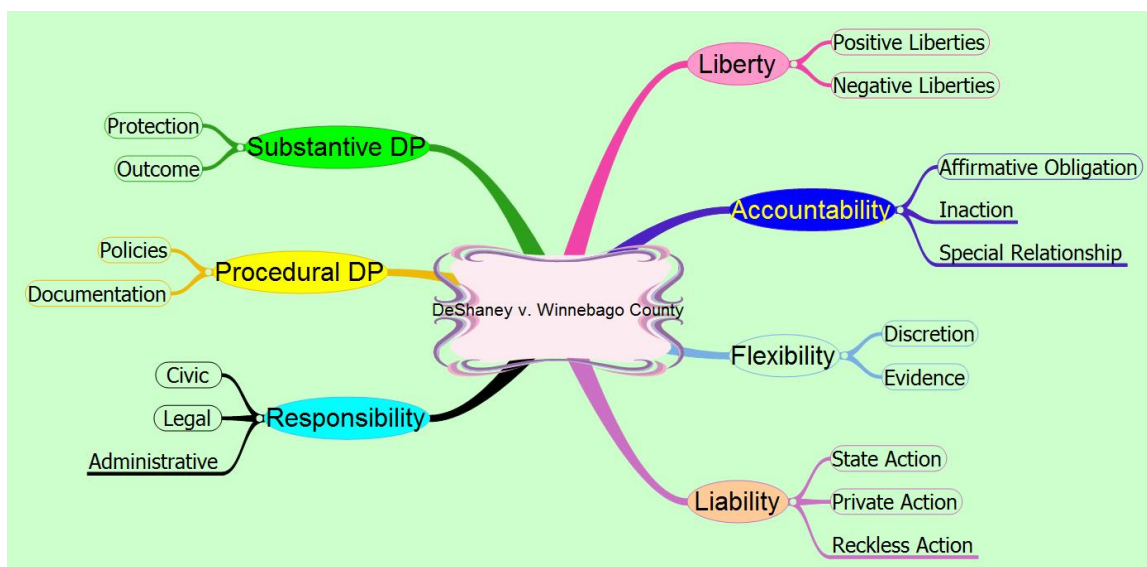 DeShaney v. Winnebago County
Liberty
Positive Liberties
Negative Liberties
Accountability
Affirmative Obligation
Inaction
Special Relationship
Flexibility
Discretion
Evidence
Liability
State Action
Private Action
Reckless Action
Substantive DP
Protection
Outcome
Procedural DP
Policies
Documentation
Responsibility
Civic
Legal
Administrative